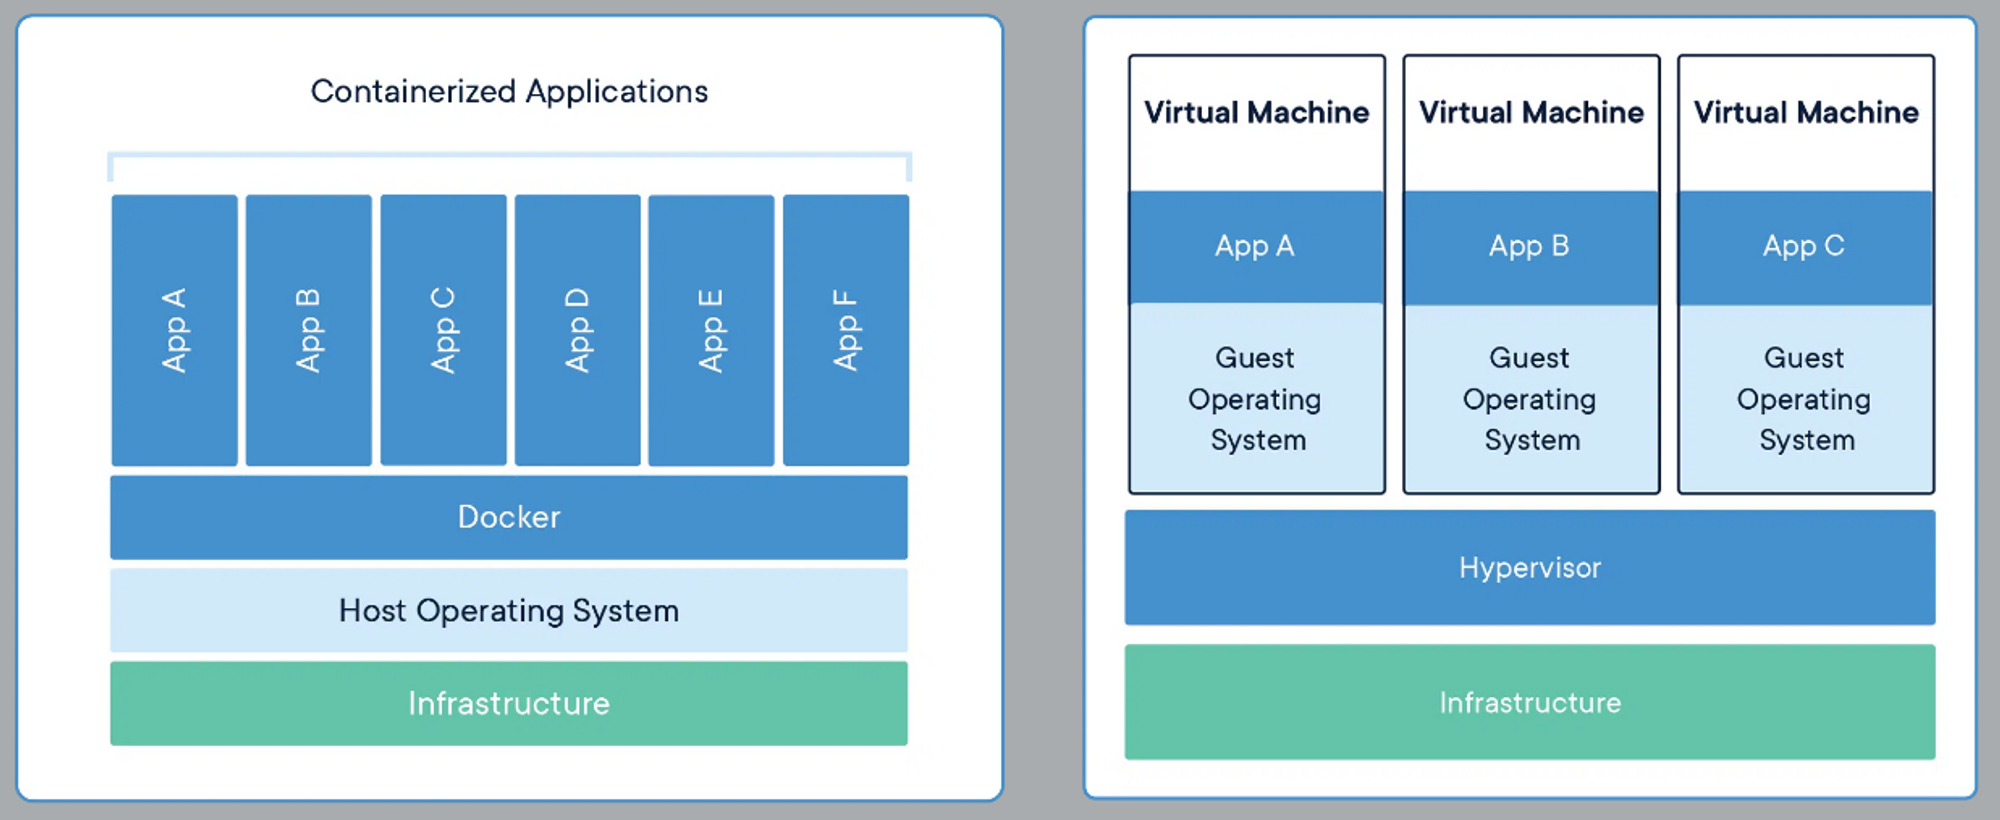 Containerized Applications
App A
App B
App C
App D
App E
App F
Docker
Host Operating System
Infrastructure
Virtual Machine
App A
Guest
Operating
System
Virtual Machine
App B
Guest
Operating
System
Virtual Machine
App C
Guest
Operating
System
Hypervisor
Infrastructure